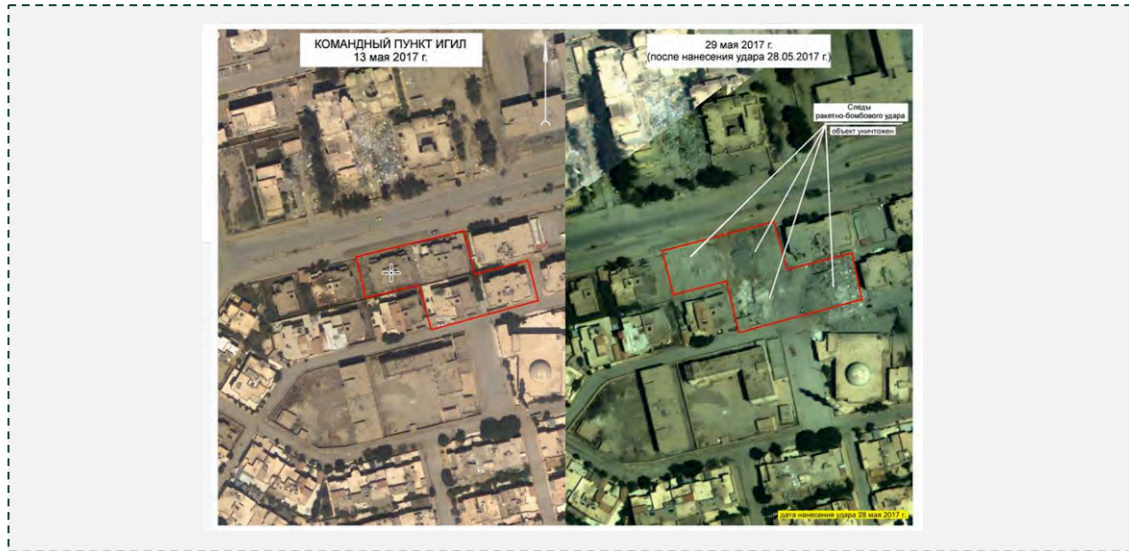 КОМАНДНЫЙ ПУНКТ ИГИЛ
13 мая 2017 г.
29 мая 2017 г.
(после нанесения удара 28.05.2017 г.)
Следы
ракетно-бомбового удара
объект уничтожен
дата нанесения удара 28 мая 2017 г.